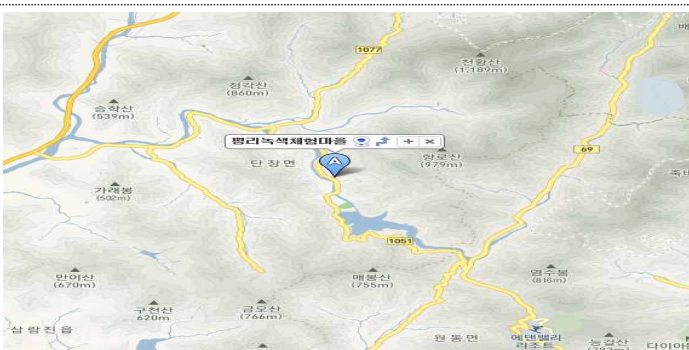 1077
천황산
(1,189m)
정각산
(860m)
승학산
(539m)
평리녹색체험마을
69
단장면
A
향로산
(979m)
가래봉
(502m)
1051
만어산
(670m)
매봉산
(755m)
영수봉
구천산
620m
금오산
(766m)
삼랑진읍
원동면
에덴밸리
리조트
능걸산